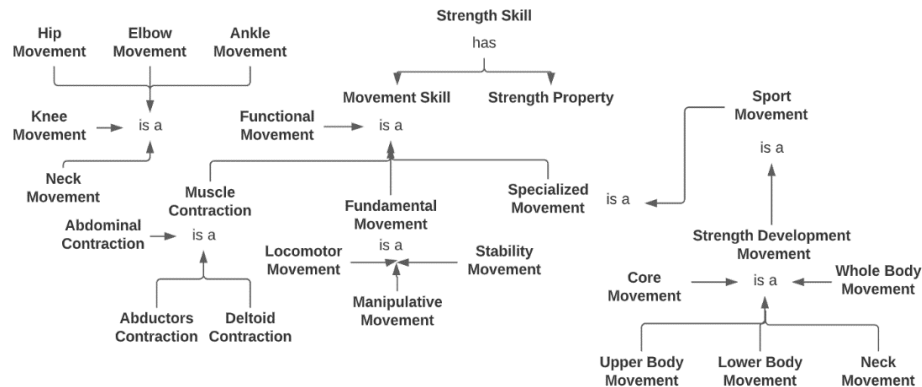 Strength Skill
has
Hip
Movement
Elbow
Movement
Ankle
Movement
Movement Skill
Strength Property
Sport
Movement
Knee
Movement
is a
Functional
Movement
is a
is a
Neck
Movement
Muscle
Contraction
Fundamental
Movement
Specialized
Movement
is a
Abdominal
Contraction
is a
Strength Development
Movement
Locomotor
Movement
is a
Stability
Movement
Core
Movement
is a
Whole Body
Movement
Manipulative
Movement
Abductors
Contraction
Deltoid
Contraction
Upper Body
Movement
Lower Body
Movement
Neck
Movement